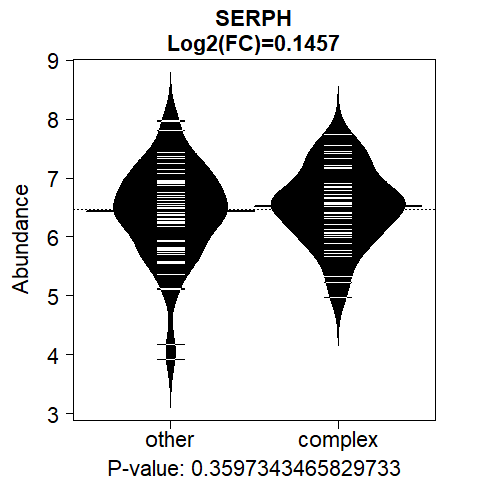 SERPH
Log2(FC)=0.1457
Abundance
9
8
7
6
5
4
3
other complex
P-value: 0.3597343465829733